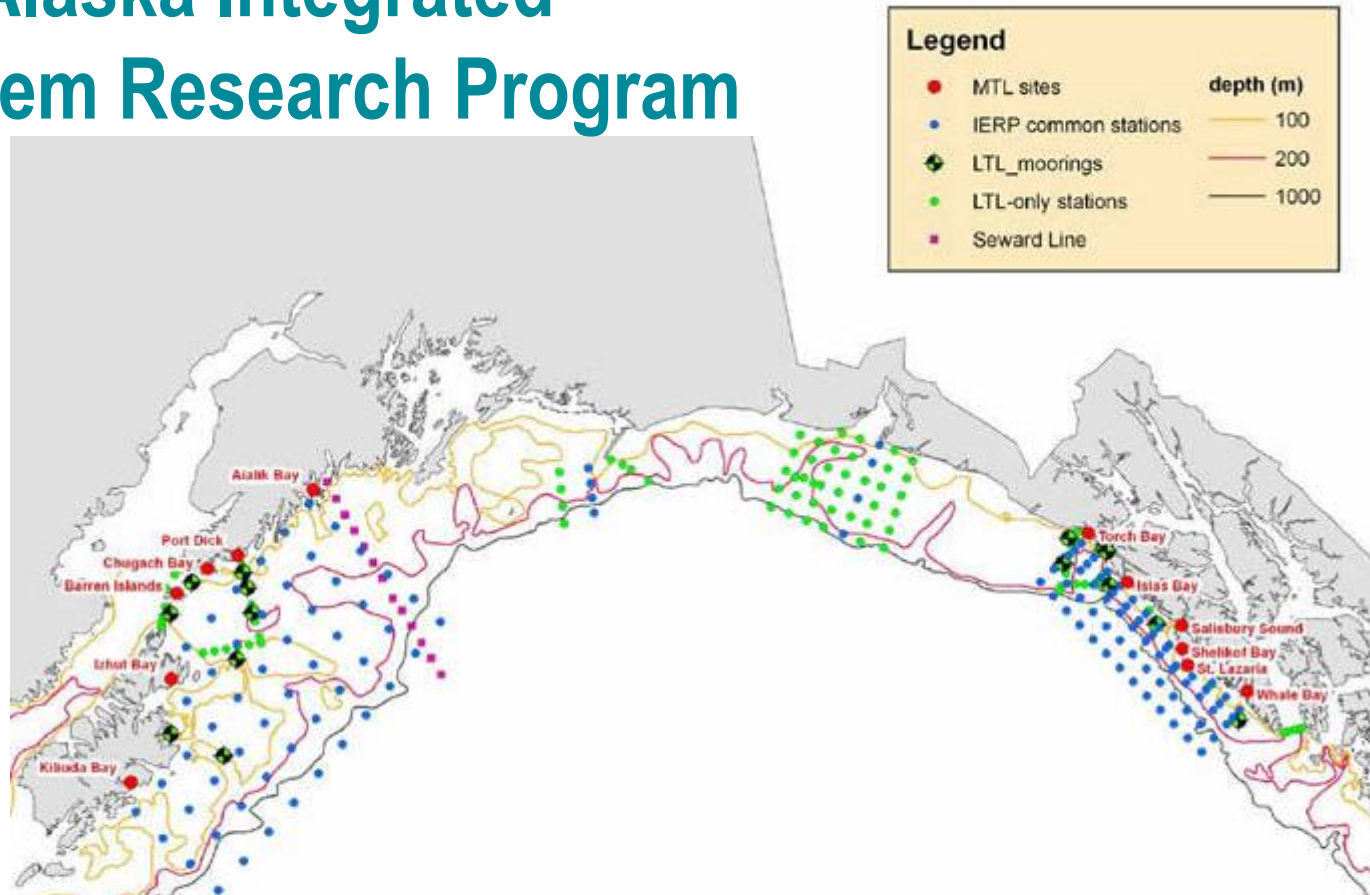 Alaska Integrated
em Research Program
Legend
MTL sites
IERP common stations
LTL_moorings
LTL-only stations
Seward Line
depth (m)
100
200
1000
Aialik Bay
Port Dick
Chugach Bay
Barren Islands
Izhut Bay
Kiliuda Bay
Torch Bay
Islas Bay
Salisbury Sound
Shelikof Bay
St. Lazaria
Whale Bay